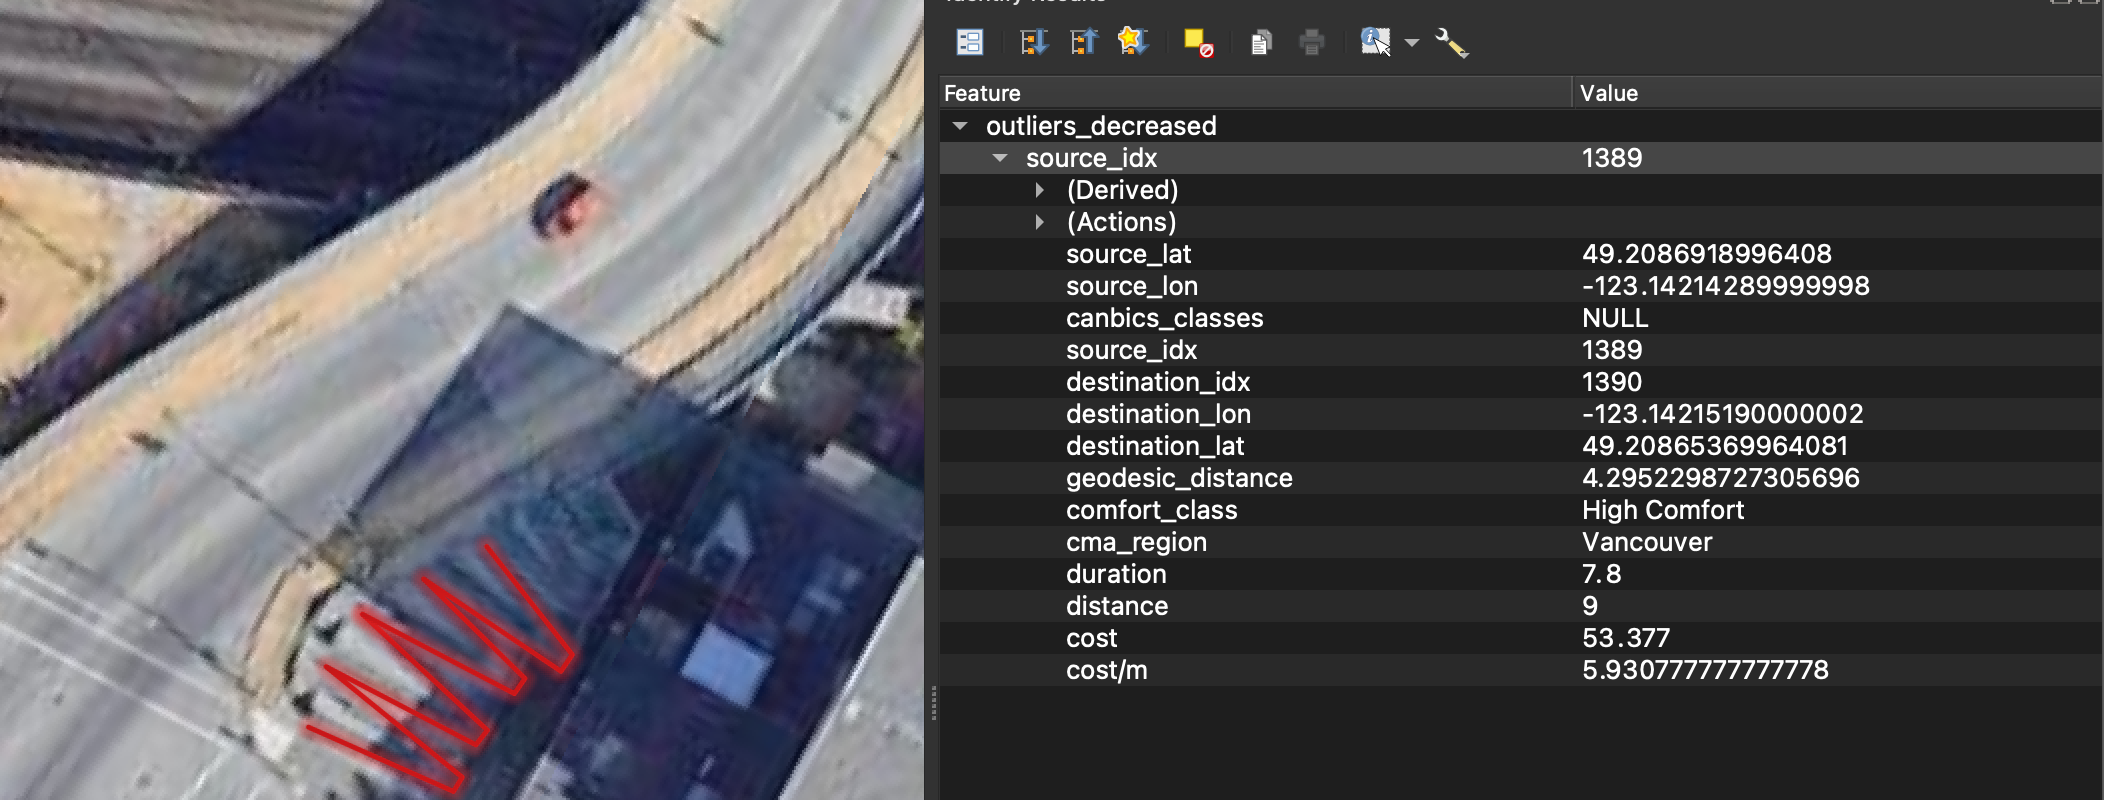 Identify Results
Feature Value
outliers_decreased
source_idx 1389
(Derived)
(Actions)
source_lat 49.2086918996408
source_lon -123.14214289999998
canbics_classes NULL
source_idx 1389
destination_idx 1390
destination_lon -123.14215190000002
destination_lat 49.20865369964081
geodesic_distance 4.2952298727305696
comfort_class High Comfort
cma_region Vancouver
duration 7.8
distance 9
cost 53.377
cost/m 5.930777777777778